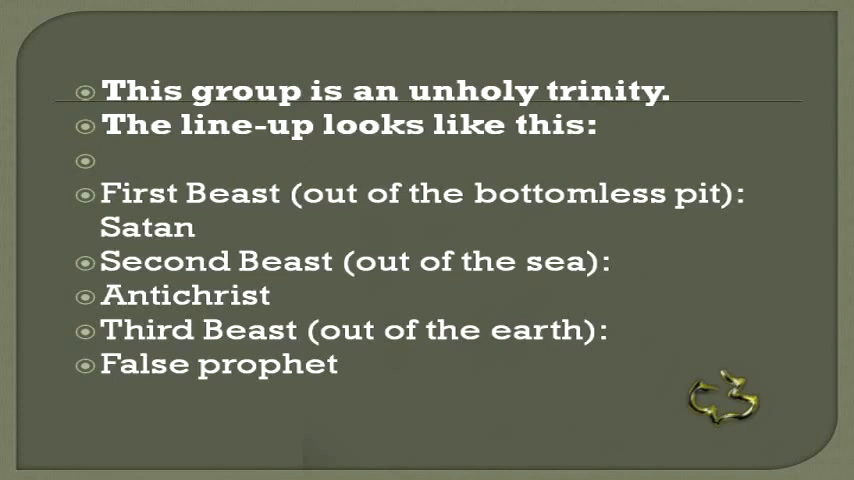 This group is an unholy trinity.
The line-up looks like this:
First Beast (out of the bottomless pit):
Satan
Second Beast (out of the sea):
Antichrist
Third Beast (out of the earth):
False prophet